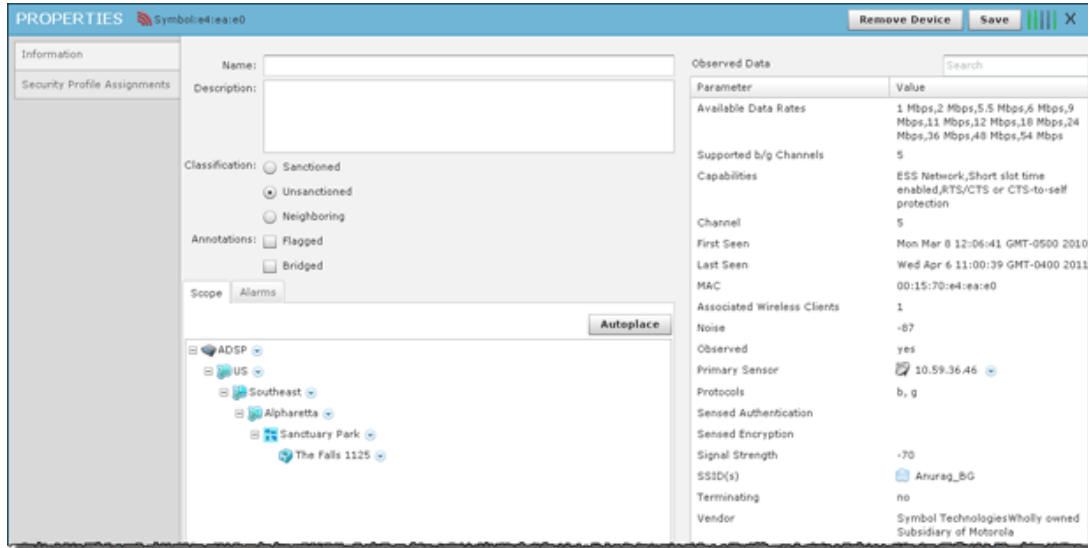 PROPERTIES Symbol:e4:ea:e0
Remove Device Save X
Information
Security Profile Assignments
Name:
Description:
Classification: Sanctioned
Unsanctioned
Neighboring
Annotations: Flagged
Bridged
Scope Alarms
Autoplace
ADSP
US
Southeast
Alpharetta
Sanctuary Park
The Falls 1125
Observed Data Search
Parameter Value
Available Data Rates 1 Mbps,2 Mbps,5.5 Mbps,6 Mbps,9
Mbps,11 Mbps,12 Mbps,18 Mbps,24
Mbps,36 Mbps,48 Mbps,54 Mbps
Supported b/g Channels 5
Capabilities ESS Network,Short slot time
enabled,RTS/CTS or CTS-to-self
protection
Channel 5
First Seen Mon Mar 8 12:06:41 GMT-0500 2010
Last Seen Wed Apr 6 11:00:39 GMT-0400 2011
MAC 00:15:70:e4:ea:e0
Associated Wireless Clients 1
Noise -87
Observed yes
Primary Sensor 10.59.36.46
Protocols b, g
Sensed Authentication
Sensed Encryption
Signal Strength -70
SSID(s) Anurag_BG
Terminating no
Vendor Symbol TechnologiesWholly owned
Subsidiary of Motorola